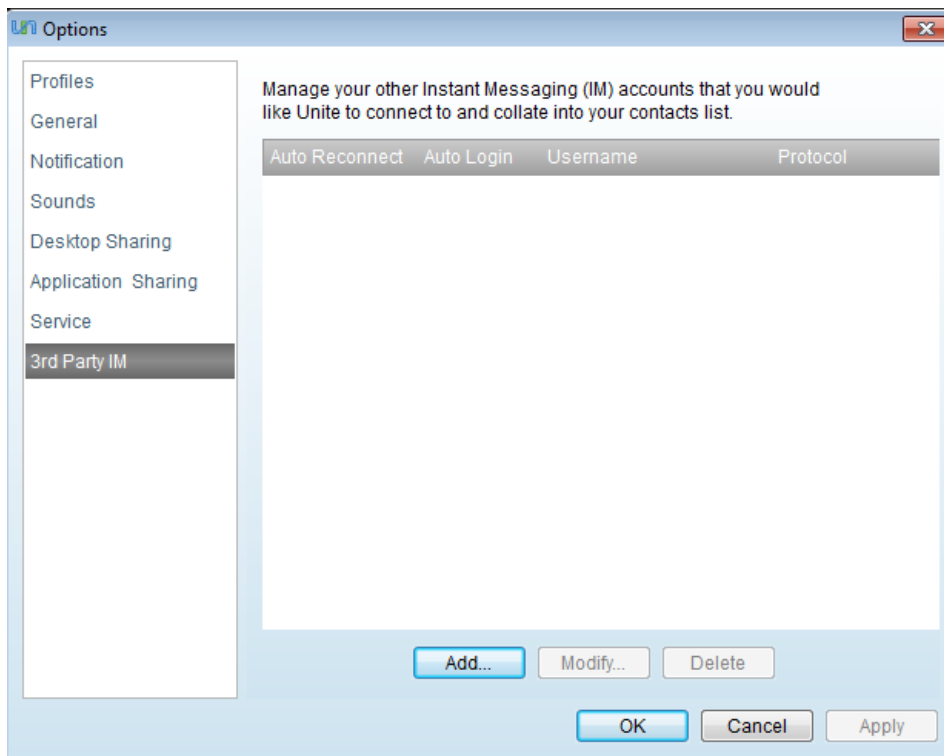 un Options
Profiles
General
Notification
Sounds
Desktop Sharing
Application Sharing
Service
3rd Party IM
Manage your other Instant Messaging (IM) accounts that you would
like Unite to connect to and collate into your contacts list.
Auto Reconnect Auto Login Username Protocol
Add... Modify... Delete
OK Cancel Apply